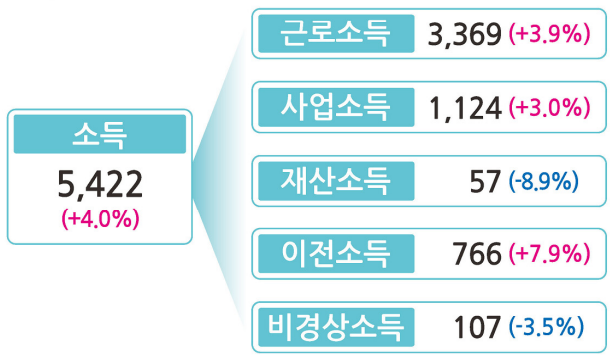 소득
5,422
(+4.0%)
근로소득 3,369 (+3.9%)
사업소득 1,124 (+3.0%)
재산소득 57 (-8.9%)
이전소득 766 (+7.9%)
비경상소득 107 (-3.5%)